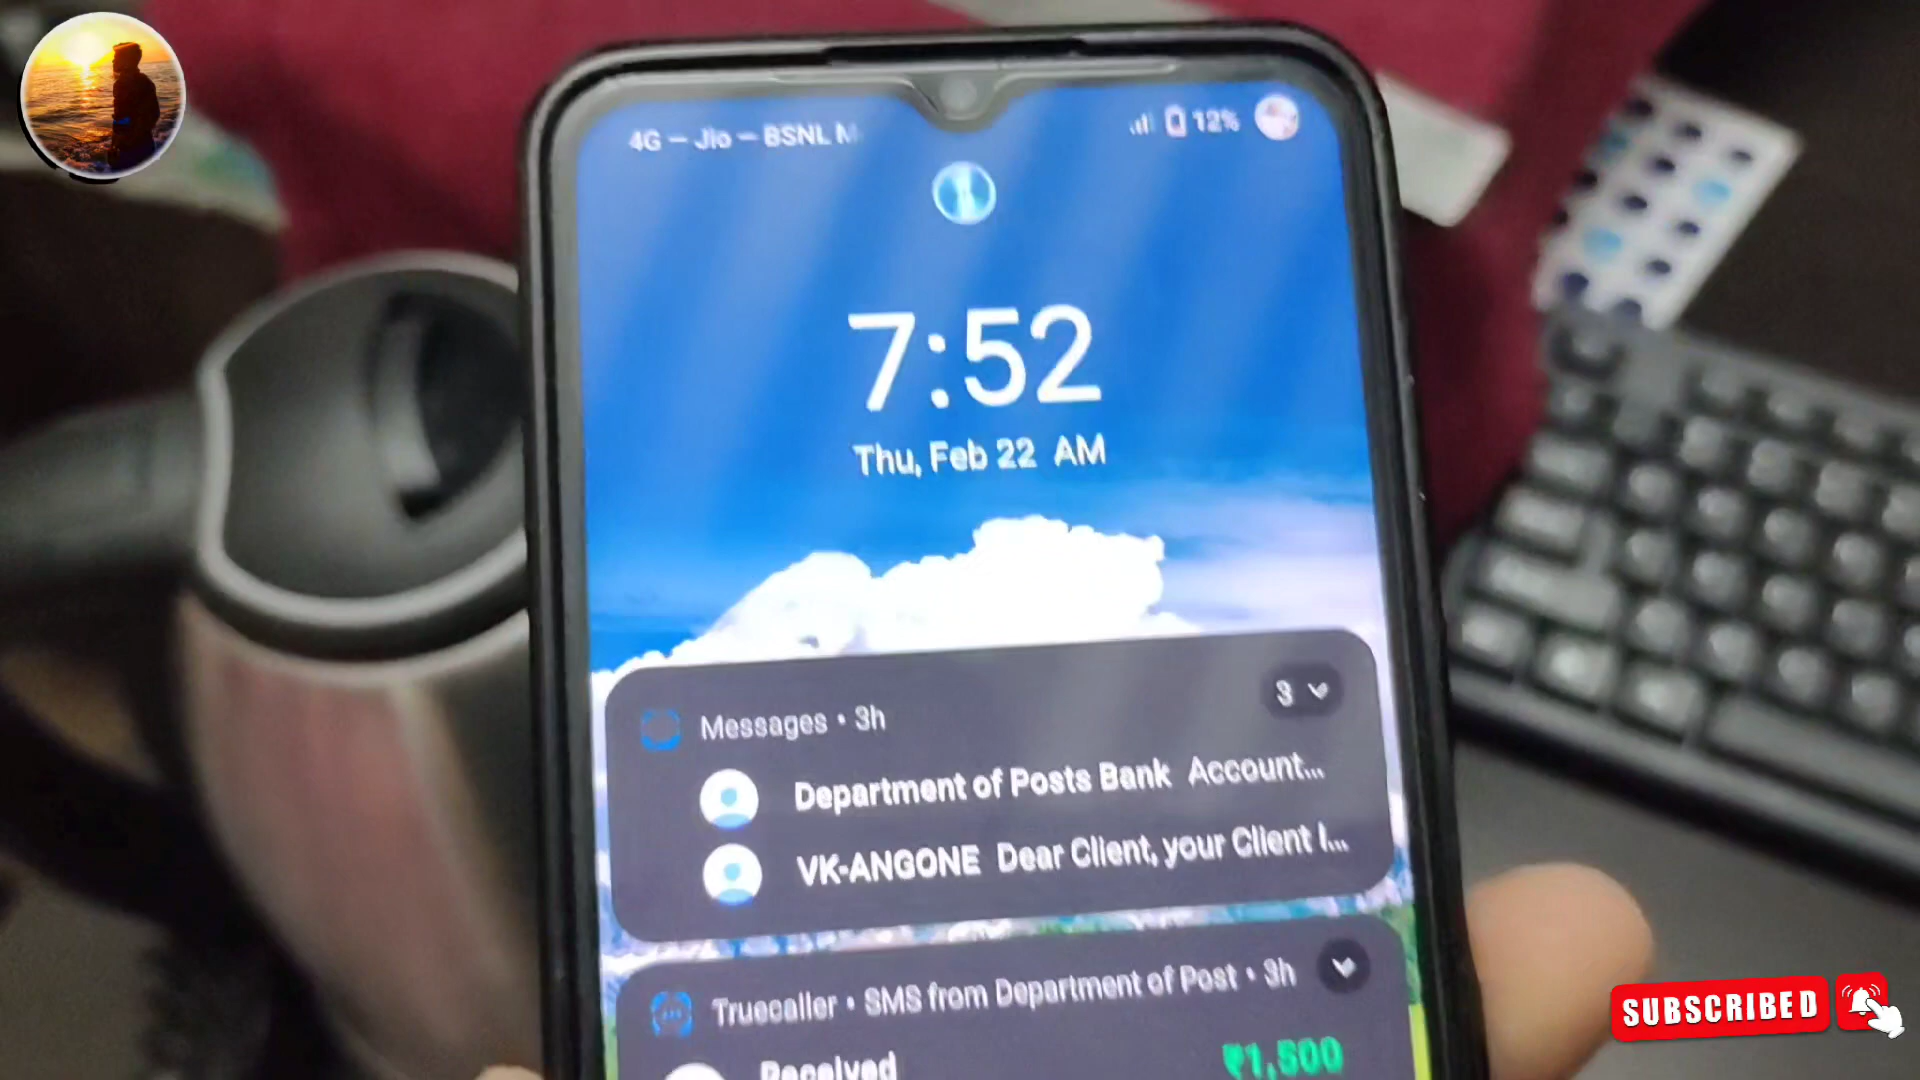 4G — Jio — BSNL M
12%
7:52
Thu, Feb 22 AM
Messages • 3h
3
Department of Posts Bank Account...
VK-ANGONE Dear Client, your Client I...
Truecaller • SMS from Department of Post • 3h
Received
₹1,500
SUBSCRIBED